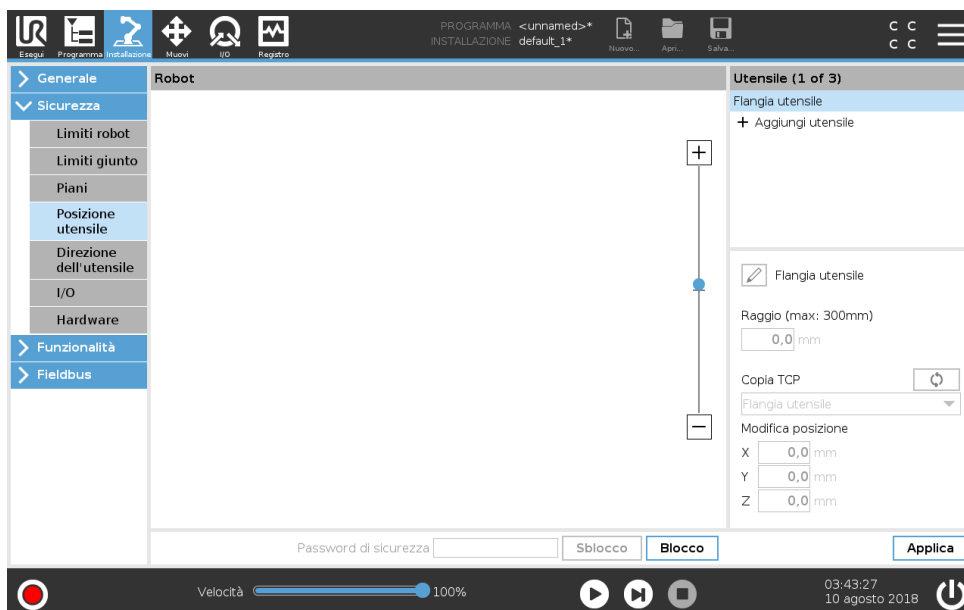 UR
PROGRAMMA <unnamed>*
INSTALLAZIONE default_1*
Esegui Programma Installazione Muovi I/O Registro
Nuovo... Apri... Salva...
C C
C C
Generale
Sicurezza
Limiti robot
Limiti giunto
Piani
Posizione
utensile
Direzione
dell'utensile
I/O
Hardware
Funzionalità
Fieldbus
Robot
+
−
Utensile (1 of 3)
Flangia utensile
+ Aggiungi utensile
Flangia utensile
Raggio (max: 300mm)
0,0 mm
Copia TCP
Flangia utensile
Modifica posizione
X 0,0 mm
Y 0,0 mm
Z 0,0 mm
Password di sicurezza Sblocco Blocco Applica
Velocità 100%
03:43:27
10 agosto 2018